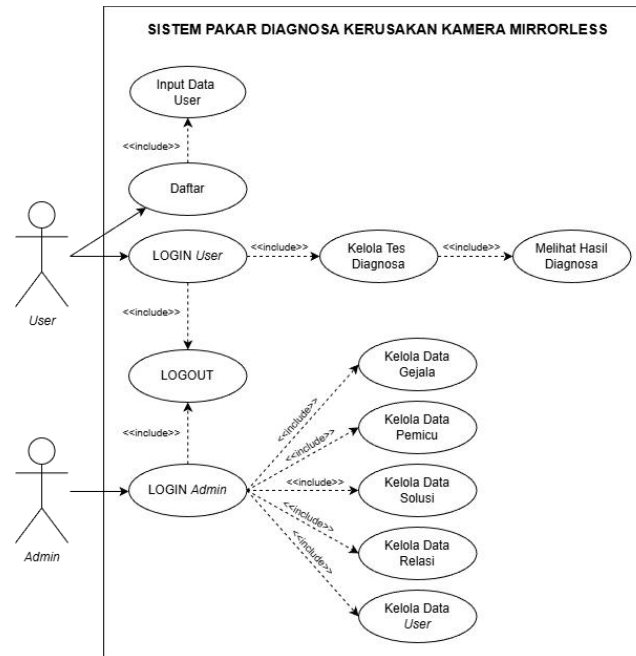 SISTEM PAKAR DIAGNOSA KERUSAKAN KAMERA MIRRORLESS
Input Data
User
<<include>>
Daftar
LOGIN User
<<include>>
Kelola Tes
Diagnosa
<<include>>
Melihat Hasil
Diagnosa
User
<<include>>
LOGOUT
<<include>>
LOGIN Admin
Admin
<<include>>
Kelola Data
Gejala
<<include>>
Kelola Data
Pemicu
<<include>>
Kelola Data
Solusi
<<include>>
Kelola Data
Relasi
<<include>>
Kelola Data
User